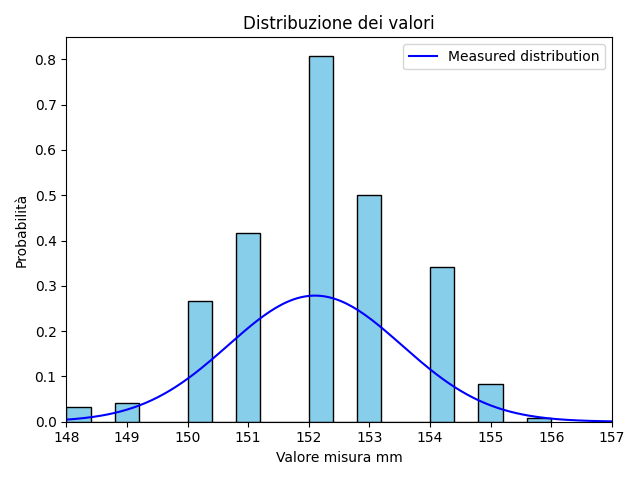 Distribuzione dei valori
Measured distribution
Probabilità
0.8
0.7
0.6
0.5
0.4
0.3
0.2
0.1
0.0
148 149 150 151 152 153 154 155 156 157
Valore misura mm